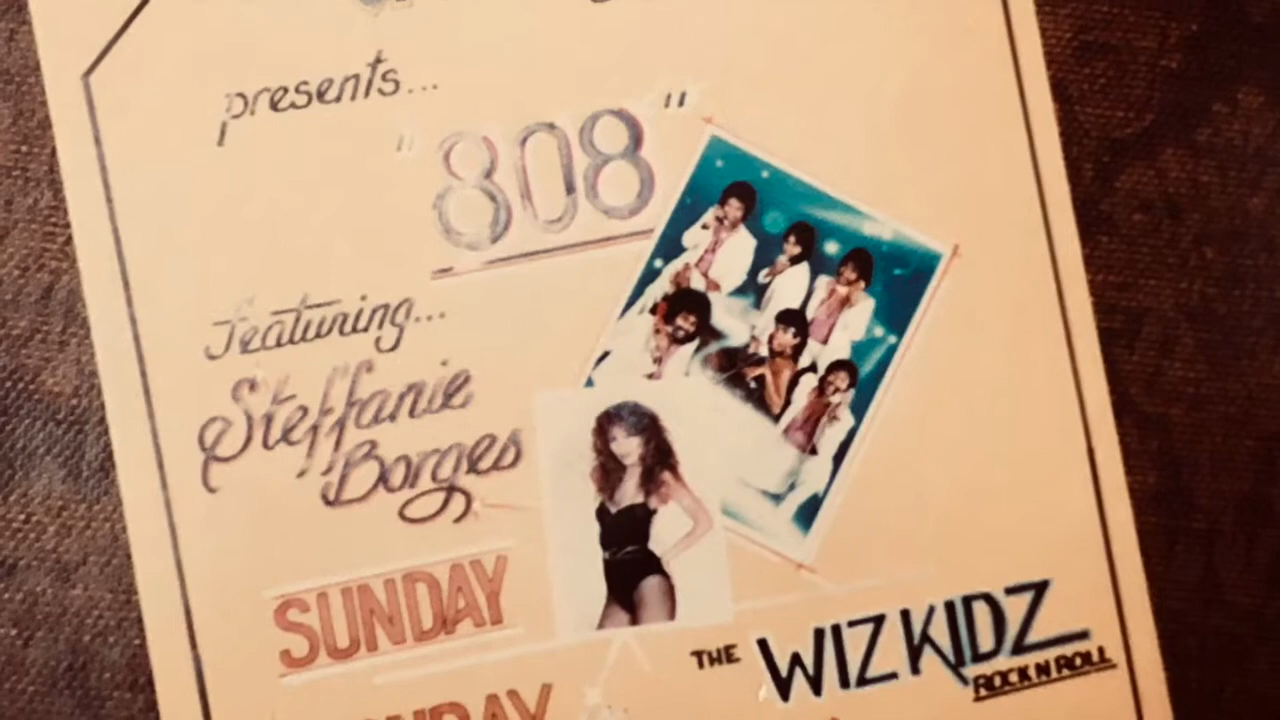 presents...
"808"
featuring...
Steffanie
Borges
SUNDAY
THE WIZ KIDZ
ROCK N ROLL